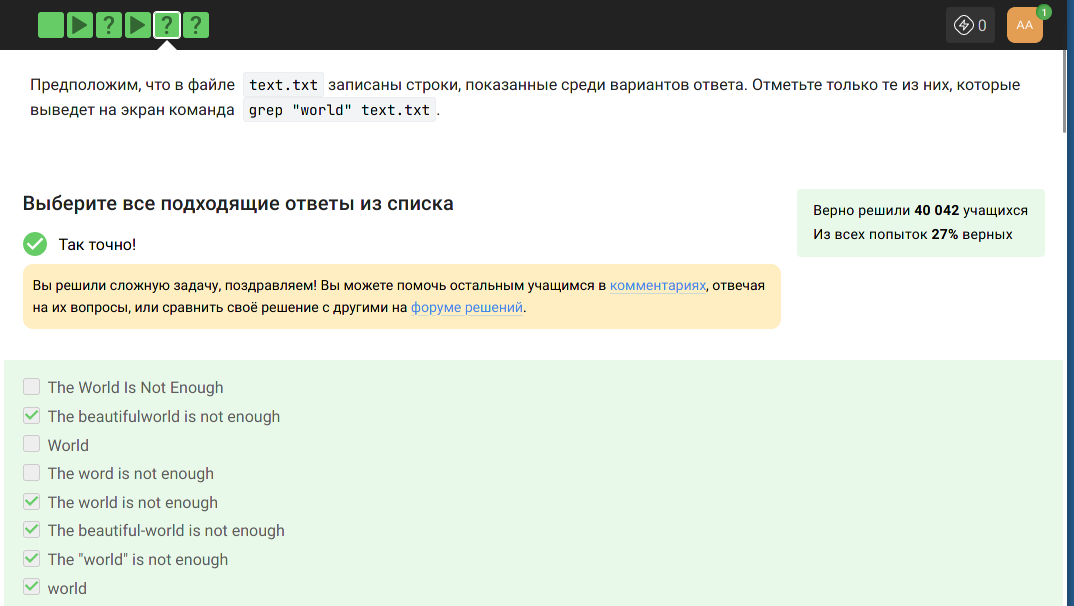 ? ? ?
0
АА
1
Предположим, что в файле text.txt записаны строки, показанные среди вариантов ответа. Отметьте только те из них, которые
выведет на экран команда grep "world" text.txt.
Выберите все подходящие ответы из списка
Верно решили 40 042 учащихся
Из всех попыток 27% верных
Так точно!
Вы решили сложную задачу, поздравляем! Вы можете помочь остальным учащимся в комментариях, отвечая
на их вопросы, или сравнить своё решение с другими на форуме решений.
The World Is Not Enough
The beautifulworld is not enough
World
The word is not enough
The world is not enough
The beautiful-world is not enough
The "world" is not enough
world